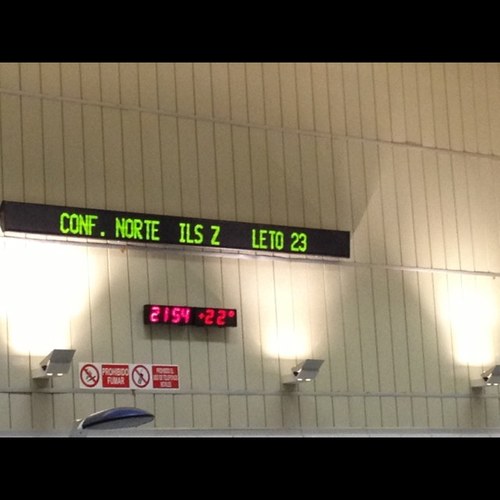 CONF. NORTE ILS Z LETO 23
2154 +22°
PROHIBIDO
FUMAR